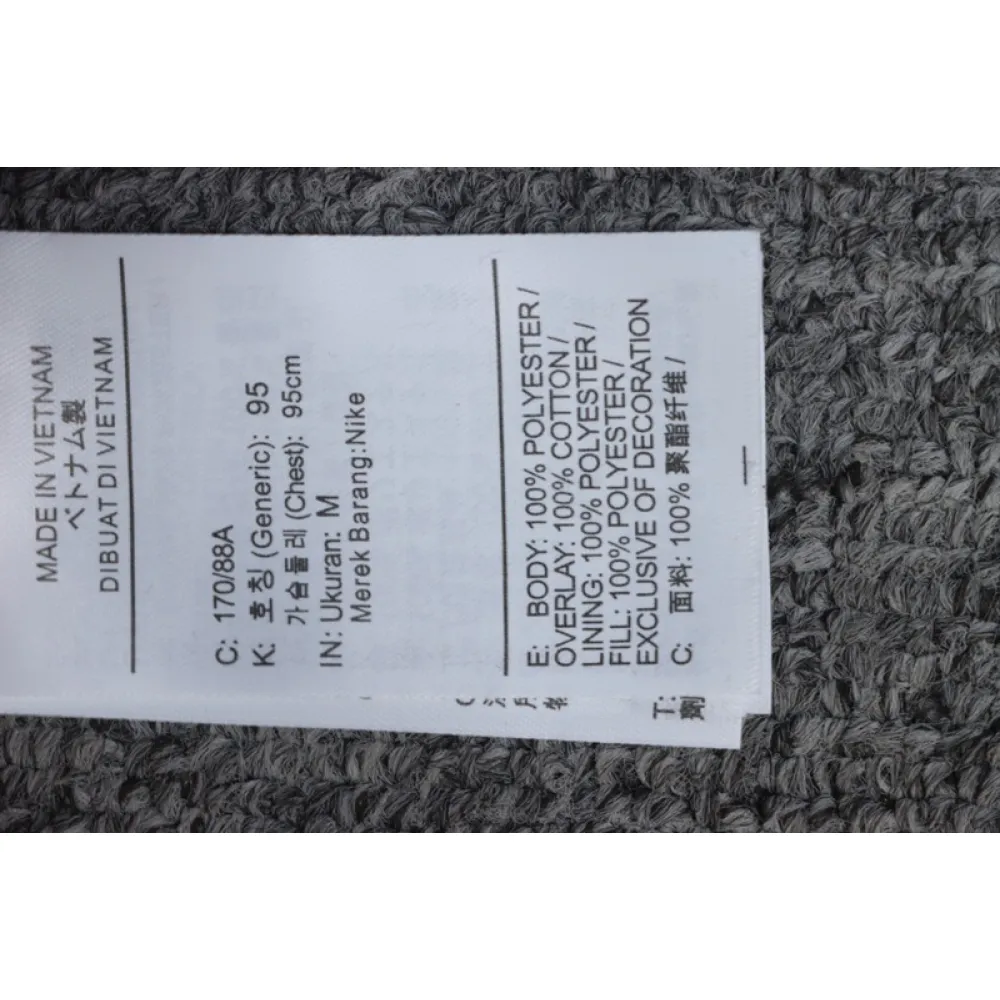 MADE IN VIETNAM
ベトナム製
DIBUAT DI VIETNAM
C: 170/88A
K: 호칭 (Generic): 95
가슴둘레 (Chest): 95cm
IN: Ukuran: M
Merek Barang:Nike
E: BODY: 100% POLYESTER /
OVERLAY: 100% COTTON /
LINING: 100% POLYESTER /
FILL: 100% POLYESTER /
EXCLUSIVE OF DECORATION
C: 面料: 100% 聚酯纤维 /
T: